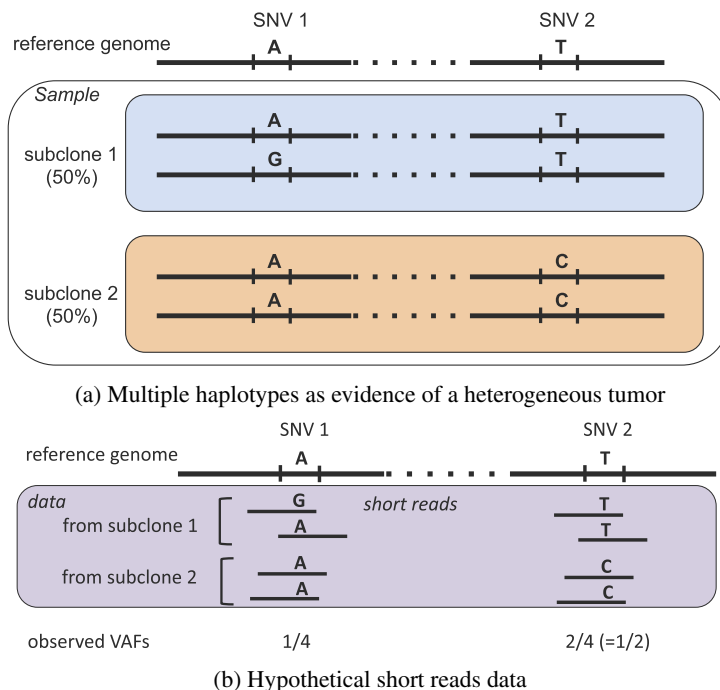 SNV 1 SNV 2
reference genome A T
Sample
A T
subclone 1
(50%)
G T
A C
subclone 2
(50%)
A C
(a) Multiple haplotypes as evidence of a heterogeneous tumor
SNV 1 SNV 2
reference genome A T
data G short reads T
from subclone 1 A T
from subclone 2 A C
A C
observed VAFs 1/4 2/4 (=1/2)
(b) Hypothetical short reads data